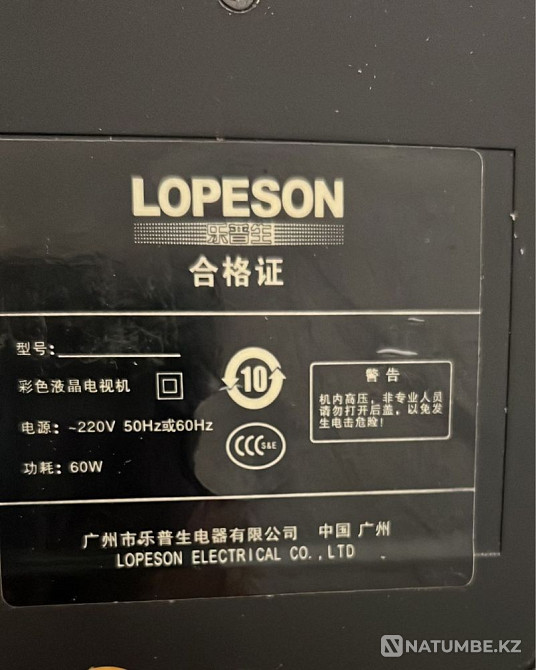 LOPESON
乐普生
合格证
型号:
彩色液晶电视机
电源: ~220V 50Hz或60Hz
功耗: 60W
10
CCC S&E
警告
机内高压，非专业人员
请勿打开后盖，以免发
生电击危险!
广州市乐普生电器有限公司 中国 广州
LOPESON ELECTRICAL CO.,LTD
NATUMBE.KZ